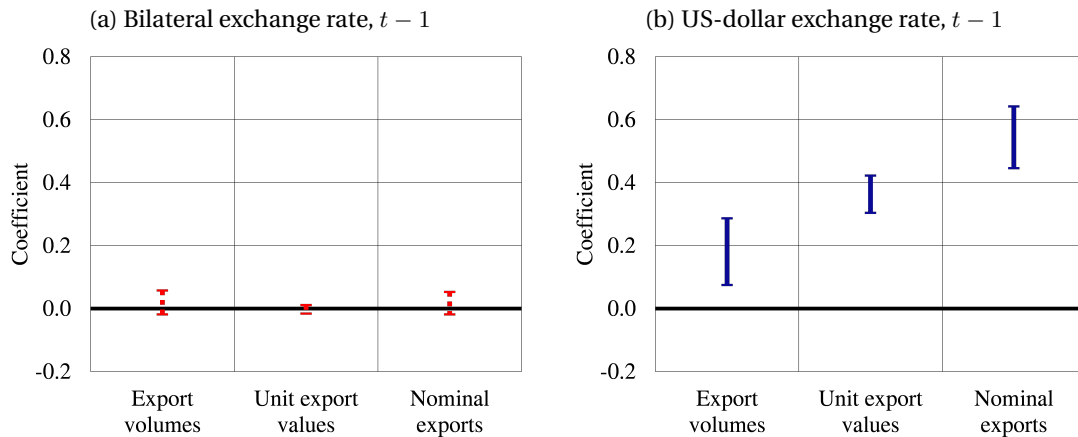 (a) Bilateral exchange rate, t − 1
0.8
0.6
0.4
0.2
0.0
-0.2
Coefficient
Export volumes
Unit export values
Nominal exports
(b) US-dollar exchange rate, t − 1
0.8
0.6
0.4
0.2
0.0
-0.2
Coefficient
Export volumes
Unit export values
Nominal exports